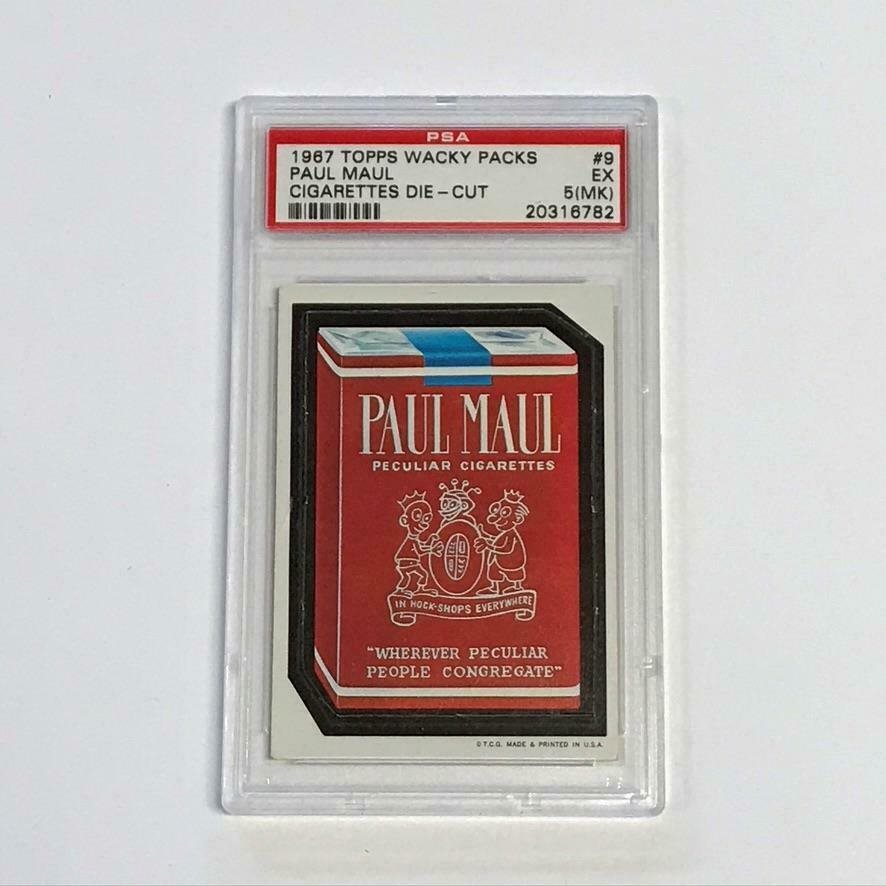 PSA
1967 TOPPS WACKY PACKS #9
PAUL MAUL EX
CIGARETTES DIE-CUT 5(MK)
20316782
PAUL MAUL
PECULIAR CIGARETTES
IN HOCK-SHOPS EVERYWHERE
"WHEREVER PECULIAR
PEOPLE CONGREGATE"
© T.C.G. MADE & PRINTED IN U.S.A.